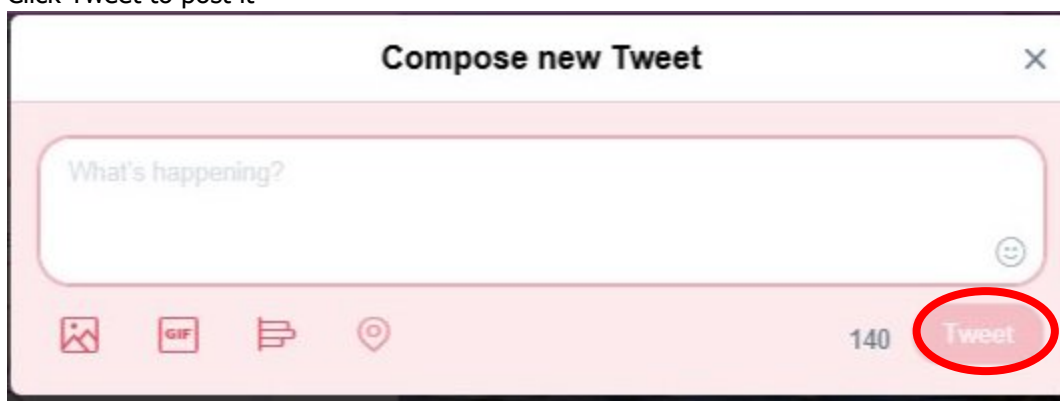 Click Tweet to post it
Compose new Tweet
What's happening?
GIF
140 Tweet